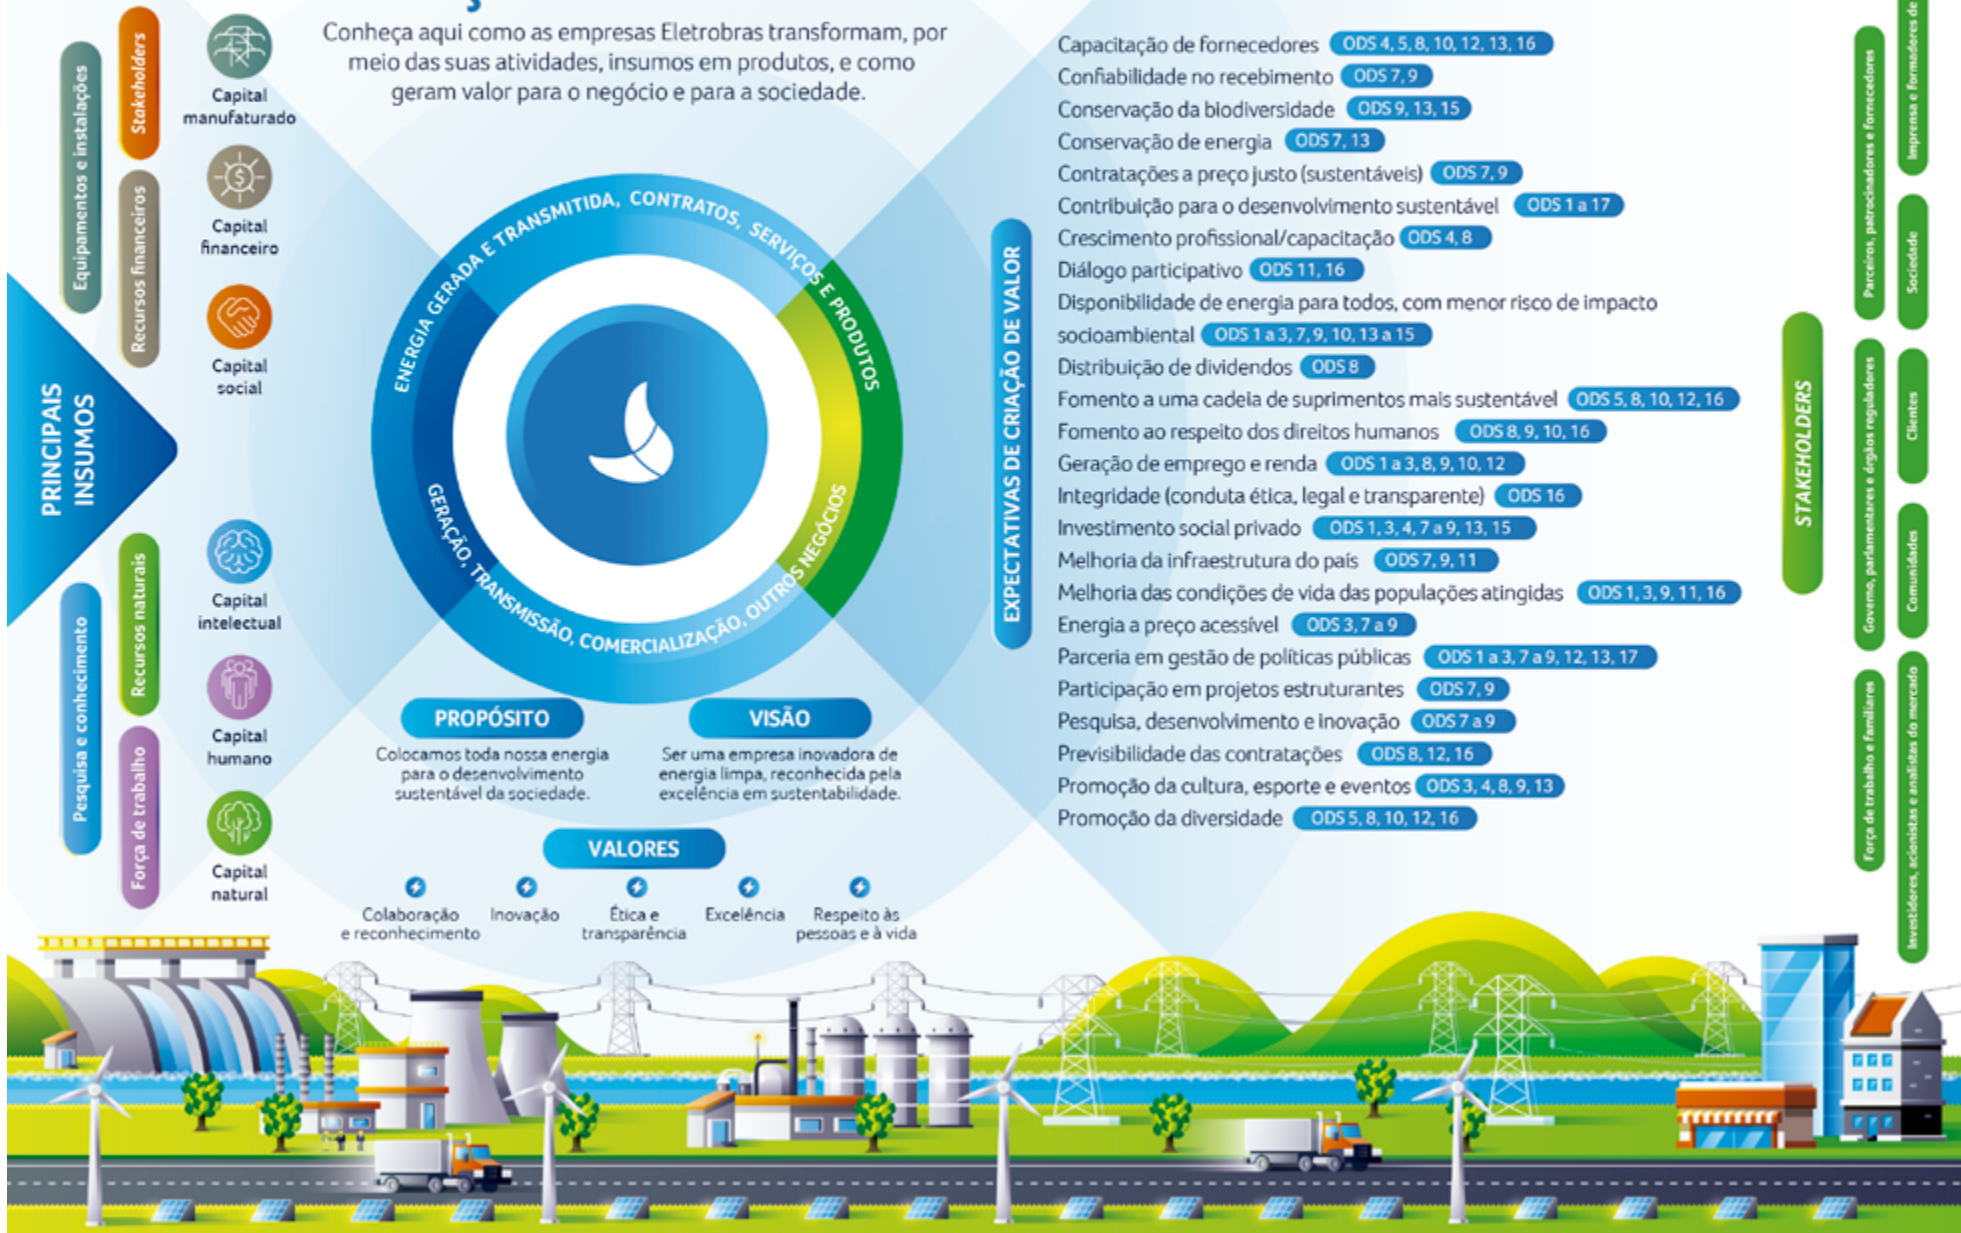 Conheça aqui como as empresas Eletrobras transformam, por
meio das suas atividades, insumos em produtos, e como
geram valor para o negócio e para a sociedade.
PRINCIPAIS
INSUMOS
Equipamentos e instalações
Stakeholders
Recursos financeiros
Pesquisa e conhecimento
Recursos naturais
Força de trabalho
Capital
manufaturado
Capital
financeiro
Capital
social
Capital
intelectual
Capital
humano
Capital
natural
ENERGIA GERADA E TRANSMITIDA, CONTRATOS, SERVIÇOS E PRODUTOS
GERAÇÃO, TRANSMISSÃO, COMERCIALIZAÇÃO, OUTROS NEGÓCIOS
PROPÓSITO
Colocamos toda nossa energia
para o desenvolvimento
sustentável da sociedade.
VISÃO
Ser uma empresa inovadora de
energia limpa, reconhecida pela
excelência em sustentabilidade.
VALORES
Colaboração
e reconhecimento
Inovação
Ética e
transparência
Excelência
Respeito às
pessoas e à vida
EXPECTATIVAS DE CRIAÇÃO DE VALOR
Capacitação de fornecedores ODS 4, 5, 8, 10, 12, 13, 16
Confiabilidade no recebimento ODS 7, 9
Conservação da biodiversidade ODS 9, 13, 15
Conservação de energia ODS 7, 13
Contratações a preço justo (sustentáveis) ODS 7, 9
Contribuição para o desenvolvimento sustentável ODS 1 a 17
Crescimento profissional/capacitação ODS 4, 8
Diálogo participativo ODS 11, 16
Disponibilidade de energia para todos, com menor risco de impacto
socioambiental ODS 1 a 3, 7, 9, 10, 13 a 15
Distribuição de dividendos ODS 8
Fomento a uma cadeia de suprimentos mais sustentável ODS 5, 8, 10, 12, 16
Fomento ao respeito dos direitos humanos ODS 8, 9, 10, 16
Geração de emprego e renda ODS 1 a 3, 8, 9, 10, 12
Integridade (conduta ética, legal e transparente) ODS 16
Investimento social privado ODS 1, 3, 4, 7 a 9, 13, 15
Melhoria da infraestrutura do país ODS 7, 9, 11
Melhoria das condições de vida das populações atingidas ODS 1, 3, 9, 11, 16
Energia a preço acessível ODS 3, 7 a 9
Parceria em gestão de políticas públicas ODS 1 a 3, 7 a 9, 12, 13, 17
Participação em projetos estruturantes ODS 7, 9
Pesquisa, desenvolvimento e inovação ODS 7 a 9
Previsibilidade das contratações ODS 8, 12, 16
Promoção da cultura, esporte e eventos ODS 3, 4, 8, 9, 13
Promoção da diversidade ODS 5, 8, 10, 12, 16
STAKEHOLDERS
Parceiros, patrocinadores e fornecedores
Governo, parlamentares e órgãos reguladores
Força de trabalho e familiares
Imprensa e formadores de
Sociedade
Clientes
Comunidades
Investidores, acionistas e analistas do mercado